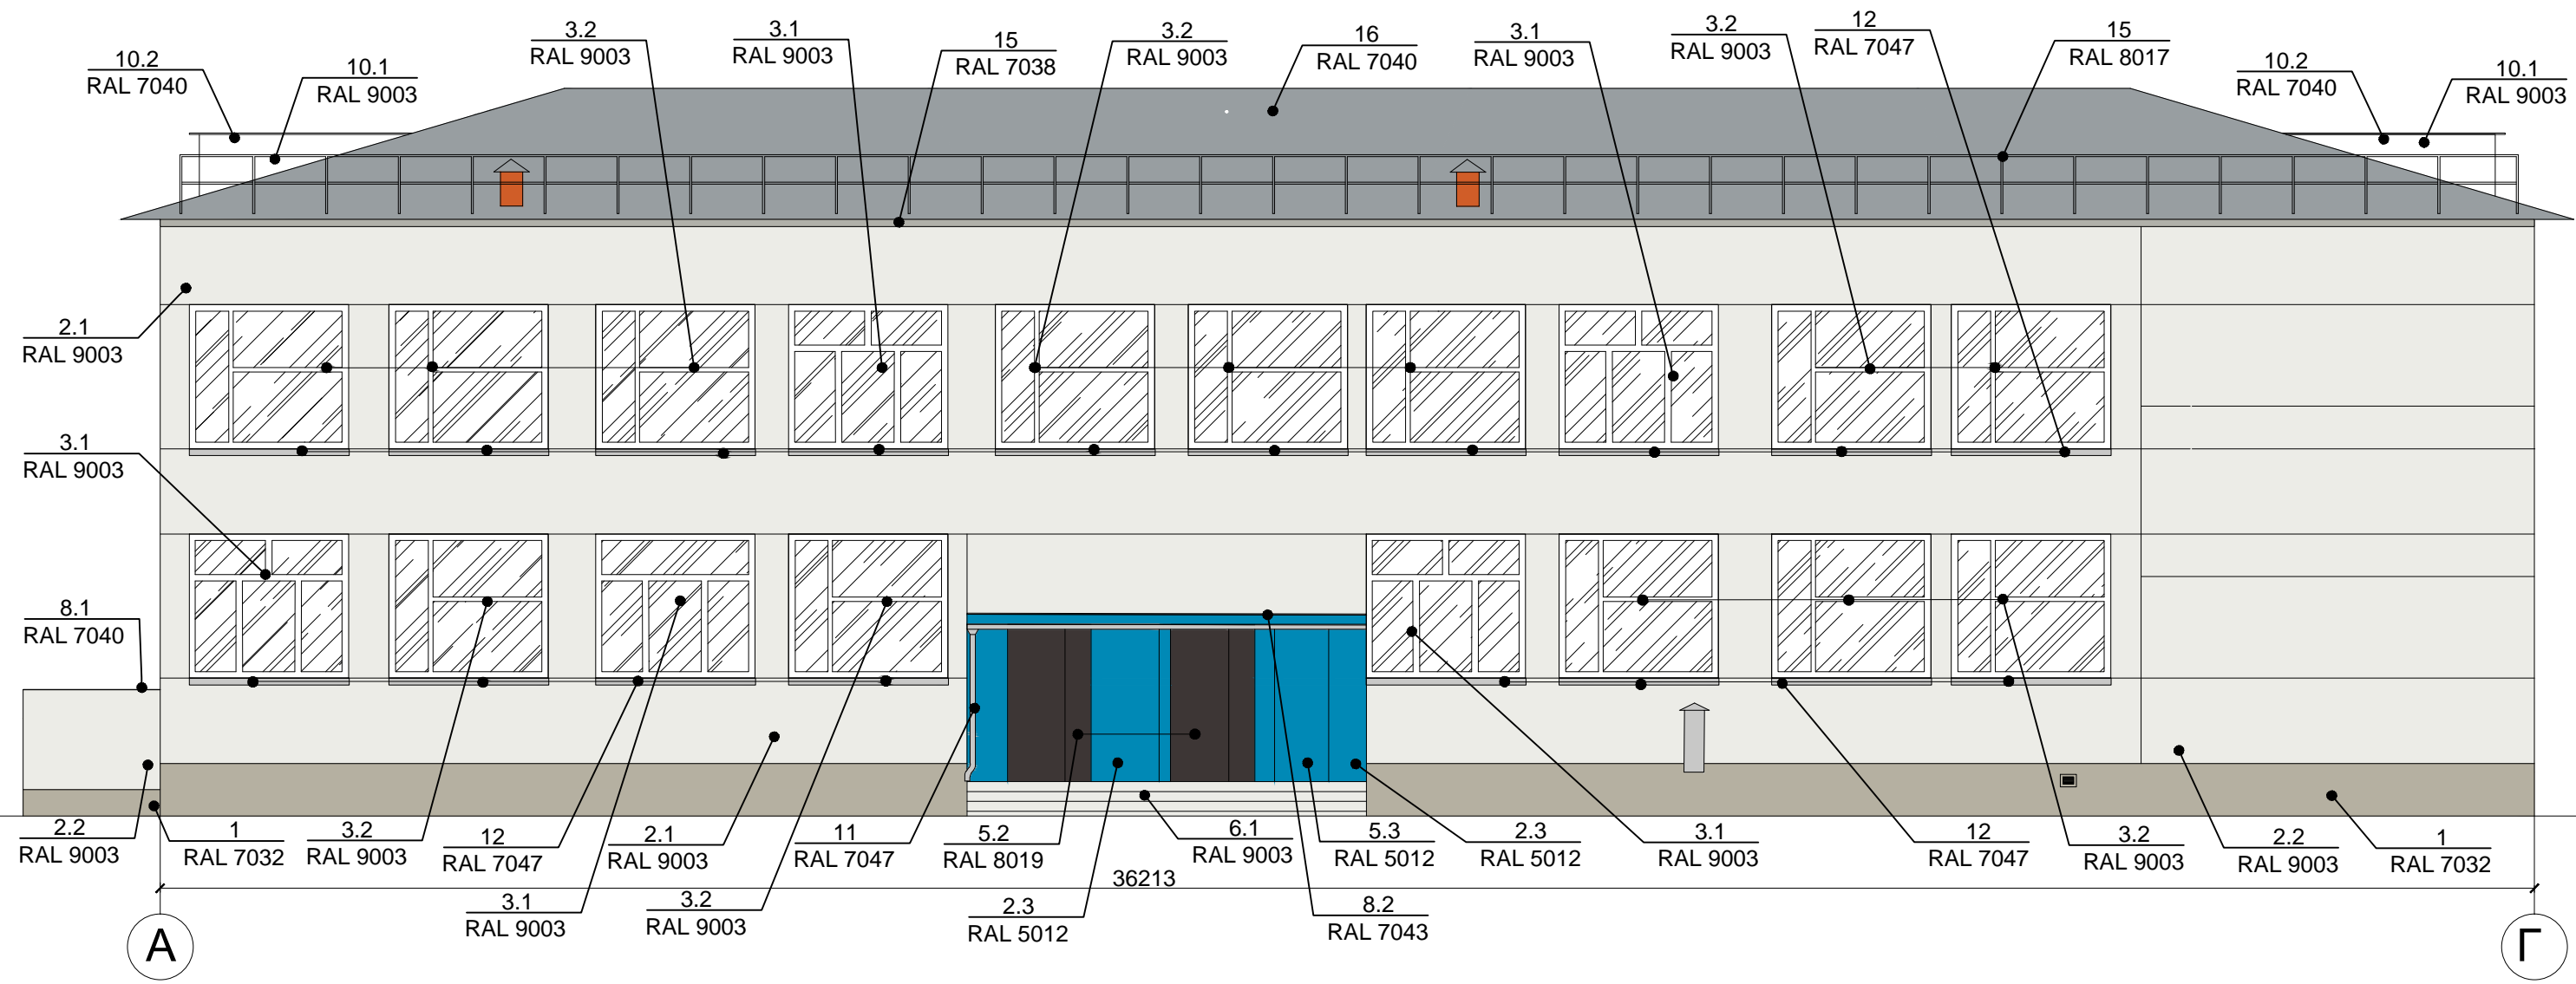 10.2
RAL 7040
10.1
RAL 9003
3.2
RAL 9003
3.1
RAL 9003
15
RAL 7038
3.2
RAL 9003
16
RAL 7040
3.1
RAL 9003
3.2
RAL 9003
12
RAL 7047
15
RAL 8017
10.2
RAL 7040
10.1
RAL 9003
2.1
RAL 9003
3.1
RAL 9003
8.1
RAL 7040
2.2
RAL 9003
1
RAL 7032
3.2
RAL 9003
12
RAL 7047
2.1
RAL 9003
11
RAL 7047
5.2
RAL 8019
6.1
RAL 9003
5.3
RAL 5012
2.3
RAL 5012
3.1
RAL 9003
12
RAL 7047
3.2
RAL 9003
2.2
RAL 9003
1
RAL 7032
36213
3.1
RAL 9003
3.2
RAL 9003
2.3
RAL 5012
8.2
RAL 7043
А
Г